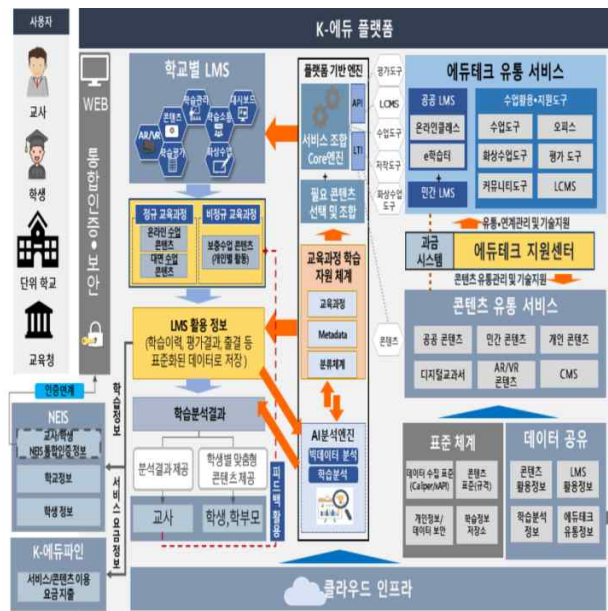 사용자
교사
학생
단위 학교
교육청
K-에듀 플랫폼
WEB
통합인증•보안
학교별 LMS
콘텐츠
학습관리
학습소통
대시보드
AR/VR
학습평가
화상수업
정규 교육과정
온라인 수업
콘텐츠
대면 수업
콘텐츠
비정규 교육과정
보충수업 콘텐츠
(개인별 활동)
LMS 활용 정보
(학습이력, 평가결과, 출결 등
표준화된 데이터로 저장 )
학습분석결과
분석결과 제공
학생별 맞춤형
콘텐츠 제공
교사
학생, 학부모
피드백 활용
학습정보
서비스 요금정보
인증연계
NEIS
교사/학생
NEIS 통합인증 정보
학교정보
학생 정보
K-에듀파인
서비스/콘텐츠 이용
요금 지출
플랫폼 기반 엔진
서비스 조합
Core엔진
API
LTI
필요 콘텐츠
선택 및 조합
교육과정 학습
자원 체계
교육과정
Metadata
분류체계
AI분석엔진
빅데이터 분석
학습분석
평가도구
LCMS
수업도구
저작도구
화상수업
도구
콘텐츠
에듀테크 유통 서비스
공공 LMS
온라인클래스
e학습터
+
민간 LMS
수업활용•지원도구
수업도구
오피스
화상수업도구
평가 도구
커뮤니티도구
LCMS
유통•연계관리 및 기술지원
과금
시스템
에듀테크 지원센터
콘텐츠 유통관리 및 기술지원
콘텐츠 유통 서비스
공공 콘텐츠
민간 콘텐츠
개인 콘텐츠
디지털교과서
AR/VR
콘텐츠
CMS
표준 체계
데이터 수집 표준
(Caliper/xAPI)
콘텐츠
표준(규격)
개인정보/
데이터 보안
학습정보
저장소
데이터 공유
콘텐츠
활용정보
LMS
활용정보
학습분석
정보
에듀테크
유통정보
클라우드 인프라